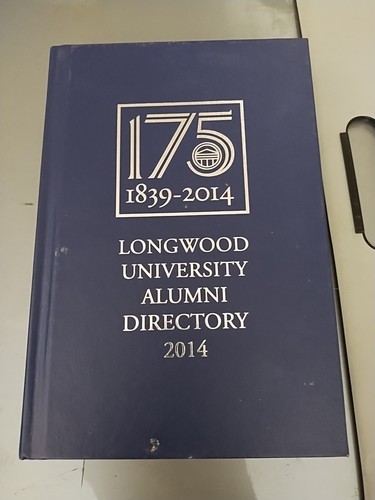 175
1839-2014
LONGWOOD
UNIVERSITY
ALUMNI
DIRECTORY
2014